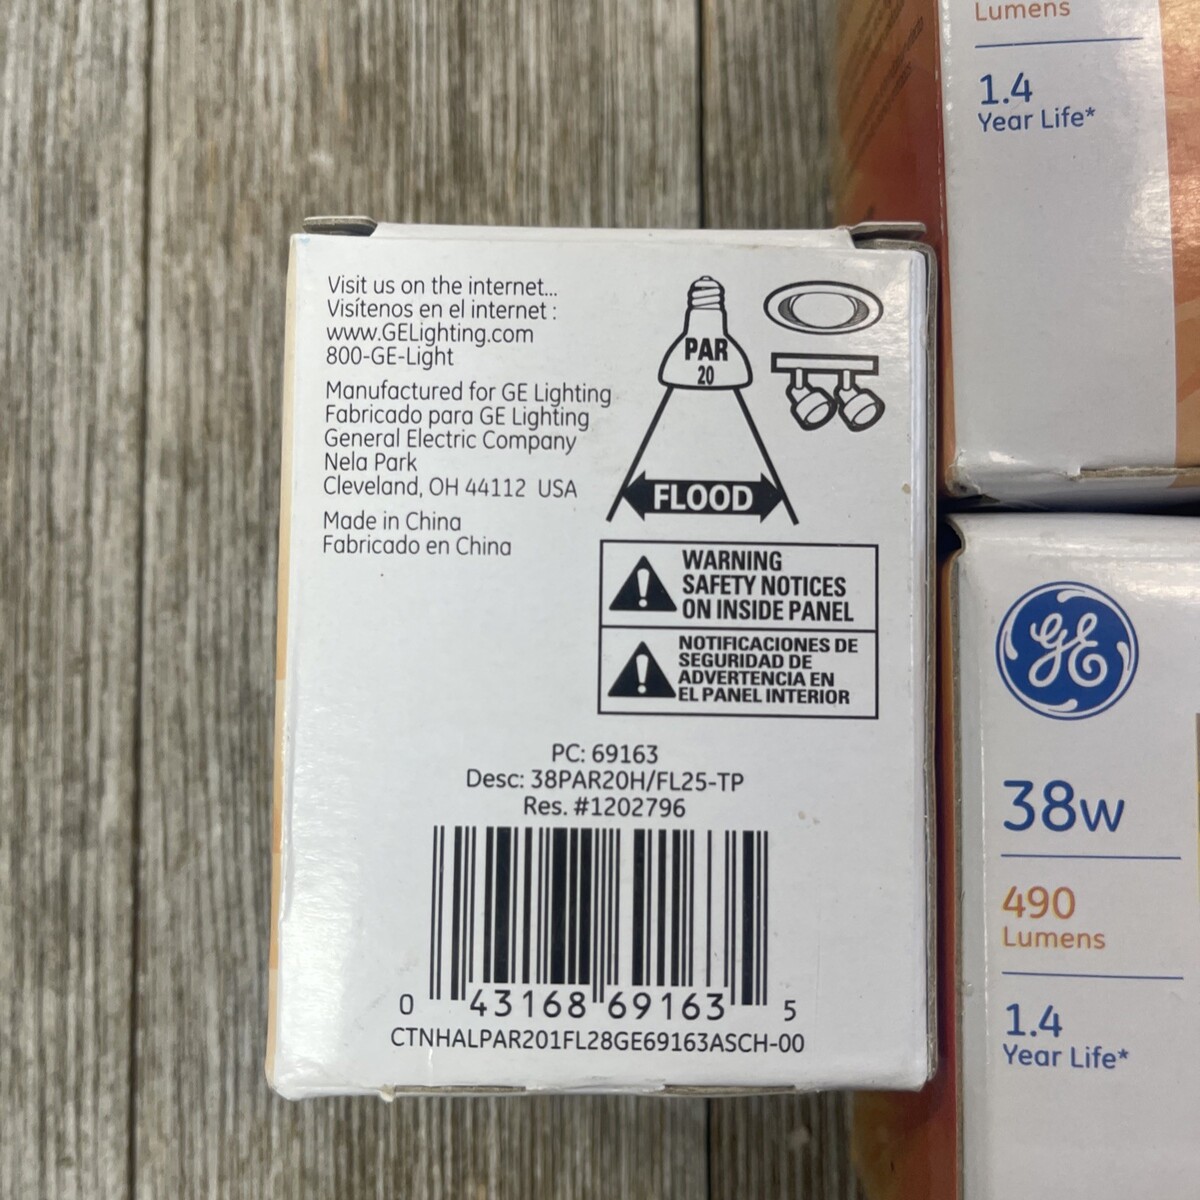 Visit us on the internet...
Visítenos en el internet :
www.GELighting.com
800-GE-Light
Manufactured for GE Lighting
Fabricado para GE Lighting
General Electric Company
Nela Park
Cleveland, OH 44112 USA
Made in China
Fabricado en China
PAR
20
FLOOD
WARNING
SAFETY NOTICES
ON INSIDE PANEL
NOTIFICACIONES DE
SEGURIDAD DE
ADVERTENCIA EN
EL PANEL INTERIOR
PC: 69163
Desc: 38PAR20H/FL25-TP
Res. #1202796
0 43168 69163 5
CTNHALPAR201FL28GE69163ASCH-00
Lumens
1.4
Year Life*
GE
38w
490
Lumens
1.4
Year Life*